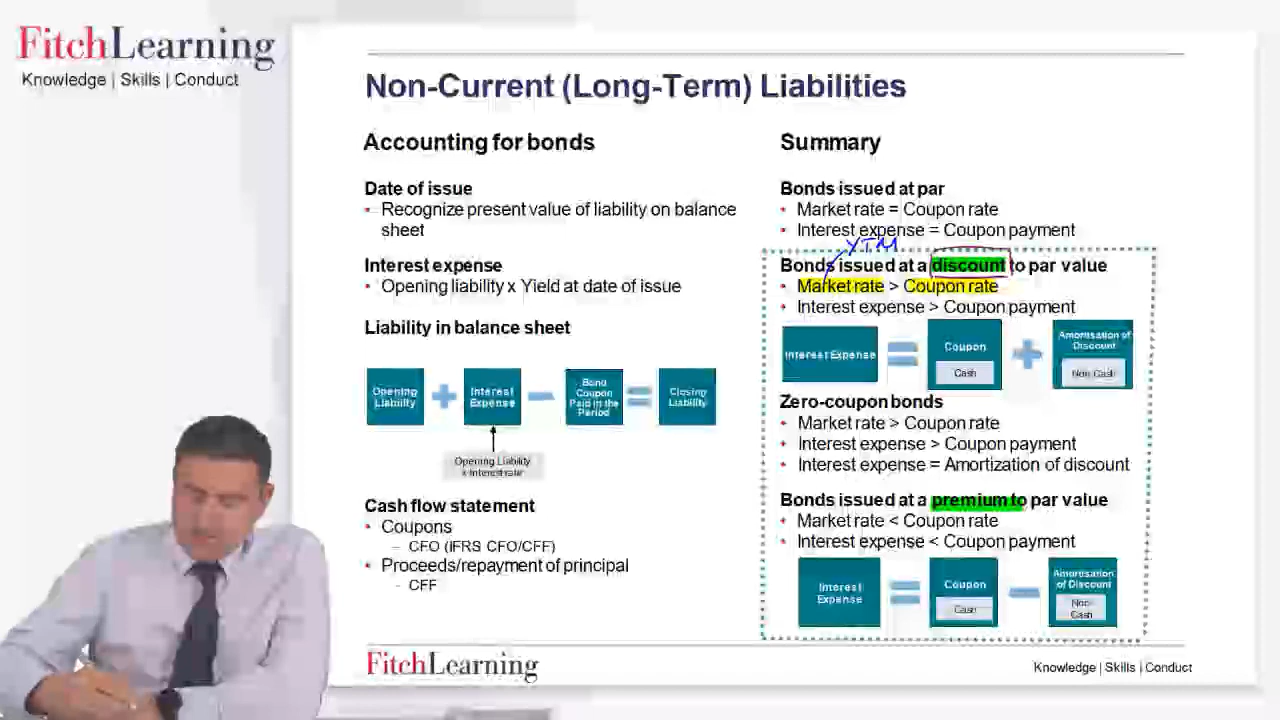 FitchLearning
Knowledge | Skills | Conduct
Non-Current (Long-Term) Liabilities
Accounting for bonds
Date of issue
• Recognize present value of liability on balance
sheet
Interest expense
• Opening liability x Yield at date of issue
Liability in balance sheet
Opening
Liability
+
Interest
Expense
-
Bond
Coupon
Paid in the
Period
=
Closing
Liability
Opening Liability
x Interest rate
Cash flow statement
• Coupons
– CFO (IFRS CFO/CFF)
• Proceeds/repayment of principal
- CFF
Summary
Bonds issued at par
• Market rate = Coupon rate
• Interest expense = Coupon payment
YTM
Bonds issued at a discount to par value
• Market rate > Coupon rate
• Interest expense > Coupon payment
Interest Expense
=
Coupon
Cash
+
Amortisation of
Discount
Non-Cash
Zero-coupon bonds
• Market rate > Coupon rate
• Interest expense > Coupon payment
• Interest expense = Amortization of discount
Bonds issued at a premium to par value
• Market rate < Coupon rate
• Interest expense < Coupon payment
Interest
Expense
=
Coupon
Cash
-
Amortisation
of Discount
Non-
Cash
FitchLearning
Knowledge | Skills | Conduct